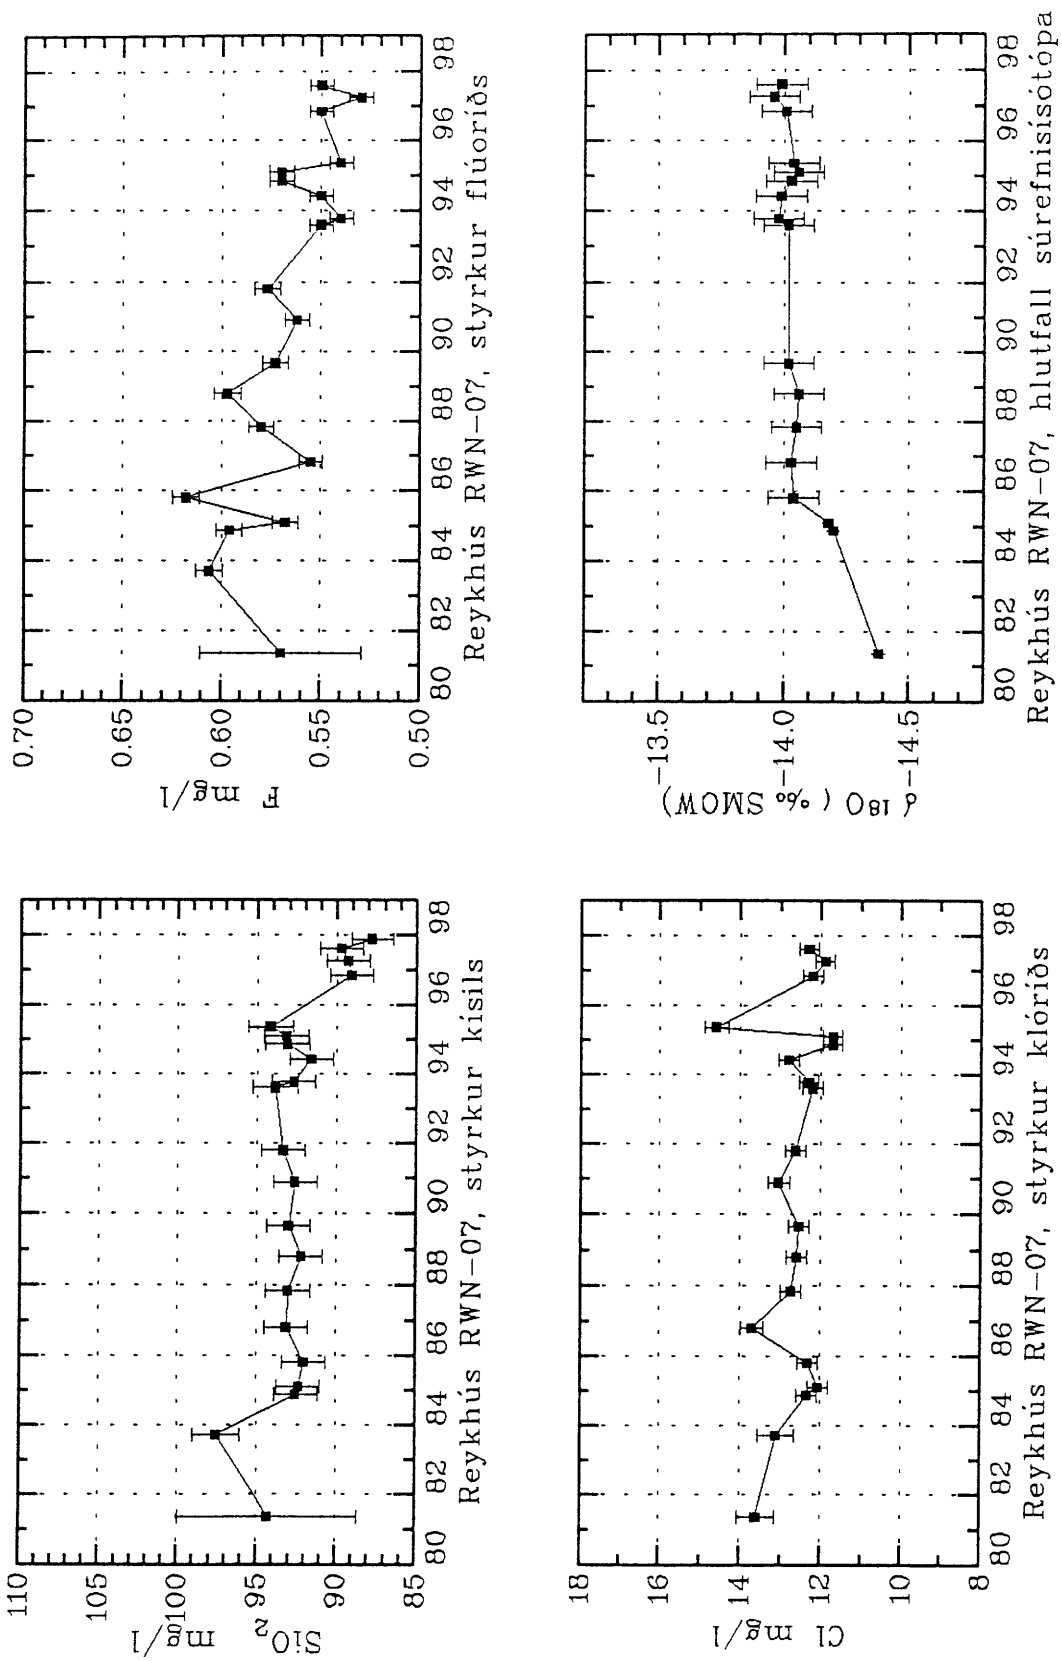 SiO₂
mg/l
110
105
100
95
90
85
80 82 84 86 88 90 92 94 96 98
Reykhús RWN-07, styrkur kísils
F mg/l
0.70
0.65
0.60
0.55
0.50
80 82 84 86 88 90 92 94 96 98
Reykhús RWN-07, styrkur flúoríðs
Cl mg/l
18
16
14
12
10
8
80 82 84 86 88 90 92 94 96 98
Reykhús RWN-07, styrkur klóríðs
δ ¹⁸O (‰ SMOW)
-13.5
-14.0
-14.5
80 82 84 86 88 90 92 94 96 98
Reykhús RWN-07, hlutfall súrefnisísótópa